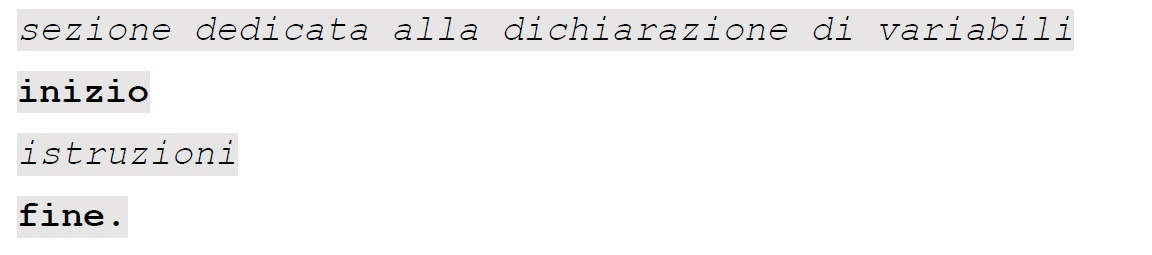 sezione dedicata alla dichiarazione di variabili
inizio
istruzioni
fine.